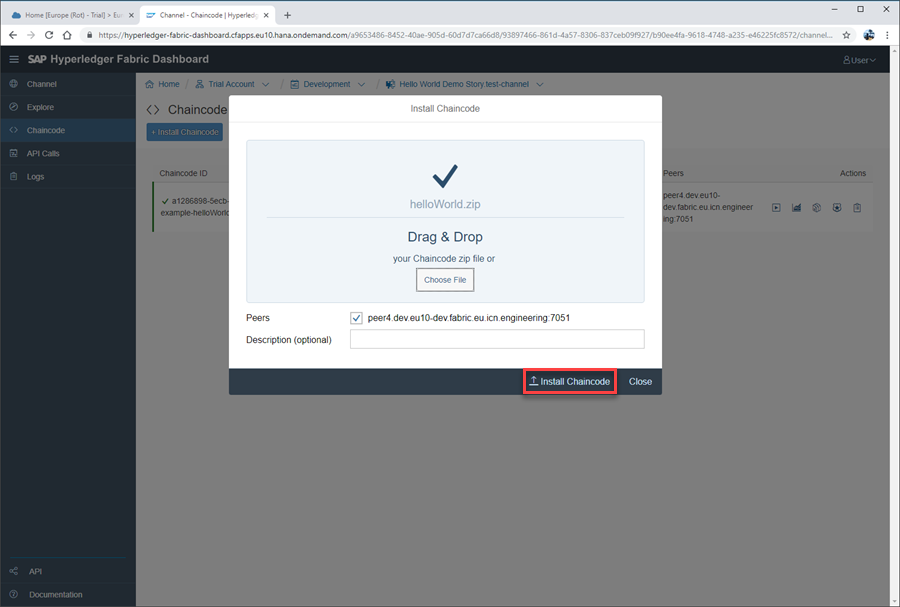 Home [Europe (Rot) - Trial] > Eu
Channel - Chaincode | Hyperledg
https://hyperledger-fabric-dashboard.cfapps.eu10.hana.ondemand.com/a9653486-8452-40ae-905d-60d7d7ca66d8/93897466-861d-4a57-8306-837ceb09f927/b90ee4fa-9618-4748-a235-e46225fc8572/channel...
SAP Hyperledger Fabric Dashboard
User
Channel
Explore
Chaincode
API Calls
Logs
API
Documentation
Home / Trial Account / Development / Hello World Demo Story test-channel
Chaincode
+ Install Chaincode
Chaincode ID
Peers
Actions
a1286898-5ecb-
example-helloWorld
peer4.dev.eu10-
dev.fabric.eu.icn.engineer
ing:7051
Install Chaincode
helloWorld.zip
Drag & Drop
your Chaincode zip file or
Choose File
Peers
peer4.dev.eu10-dev.fabric.eu.icn.engineering:7051
Description (optional)
Install Chaincode
Close